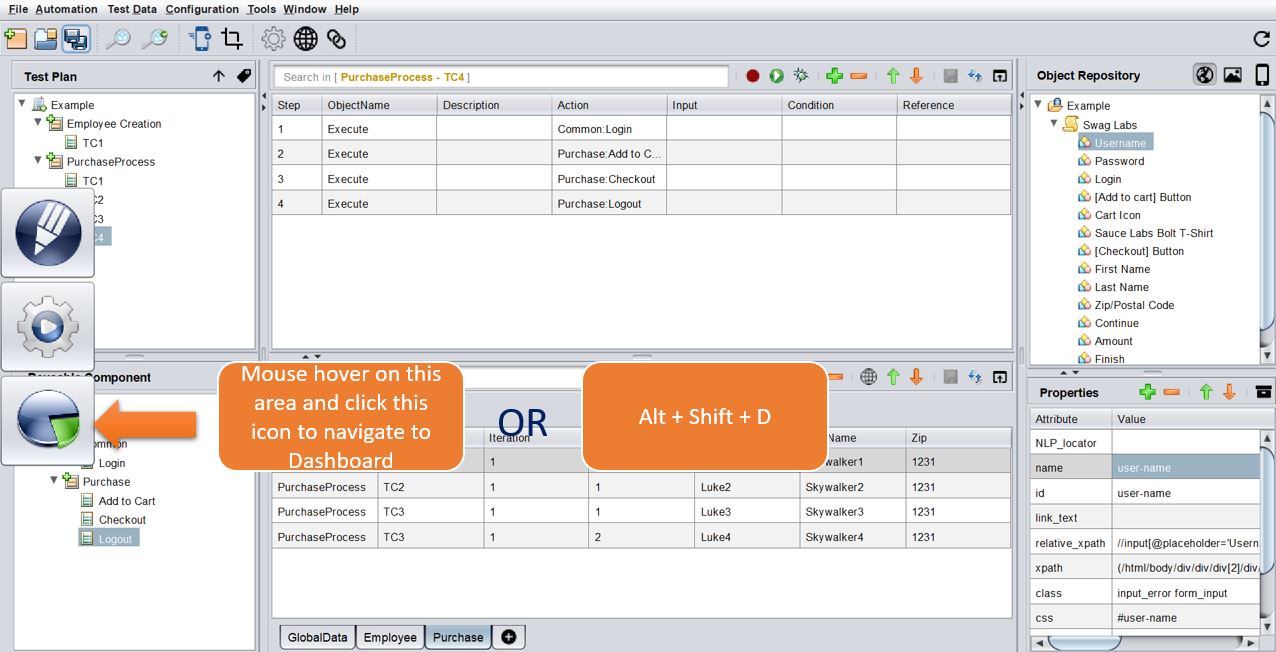 File Automation Test Data Configuration Tools Window Help
Test Plan
Example
Employee Creation
TC1
PurchaseProcess
TC1
C2
C3
C4
Search in [ PurchaseProcess - TC4 ]
Step ObjectName Description Action Input Condition Reference
1 Execute Common:Login
2 Execute Purchase:Add to C...
3 Execute Purchase:Checkout
4 Execute Purchase:Logout
Object Repository
Example
Swag Labs
Username
Password
Login
[Add to cart] Button
Cart Icon
Sauce Labs Bolt T-Shirt
[Checkout] Button
First Name
Last Name
Zip/Postal Code
Continue
Amount
Finish
Reusable Component
ommon
Login
Purchase
Add to Cart
Checkout
Logout
Mouse hover on this
area and click this
icon to navigate to
Dashboard
OR
Alt + Shift + D
Iteration Name Zip
1 Skywalker1 1231
PurchaseProcess TC2 1 1 Luke2 Skywalker2 1231
PurchaseProcess TC3 1 1 Luke3 Skywalker3 1231
PurchaseProcess TC3 1 2 Luke4 Skywalker4 1231
GlobalData Employee Purchase
Properties
Attribute Value
NLP_locator
name user-name
id user-name
link_text
relative_xpath //input[@placeholder='Usern
xpath (/html/body/div/div/div[2]/div/
class input_error form_input
css #user-name